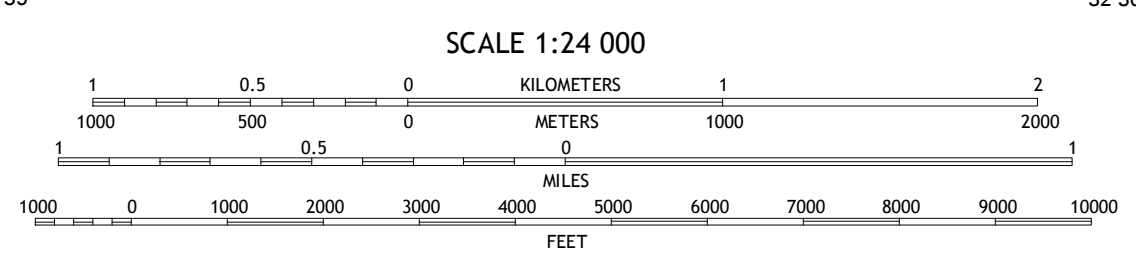 SCALE 1:24 000
1 0.5 0 KILOMETERS 1 2
1000 500 0 METERS 1000 2000
1 0.5 0 1
MILES
1000 0 1000 2000 3000 4000 5000 6000 7000 8000 9000 10000
FEET